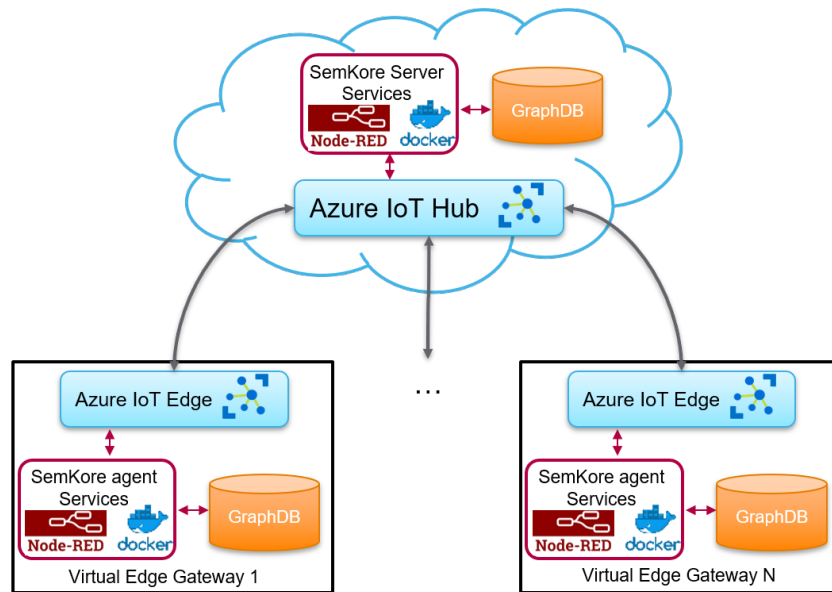 SemKore Server
Services
Node-RED
docker
GraphDB
Azure IoT Hub
...
Azure IoT Edge
SemKore agent
Services
Node-RED
docker
GraphDB
Virtual Edge Gateway 1
Azure IoT Edge
SemKore agent
Services
Node-RED
docker
GraphDB
Virtual Edge Gateway N